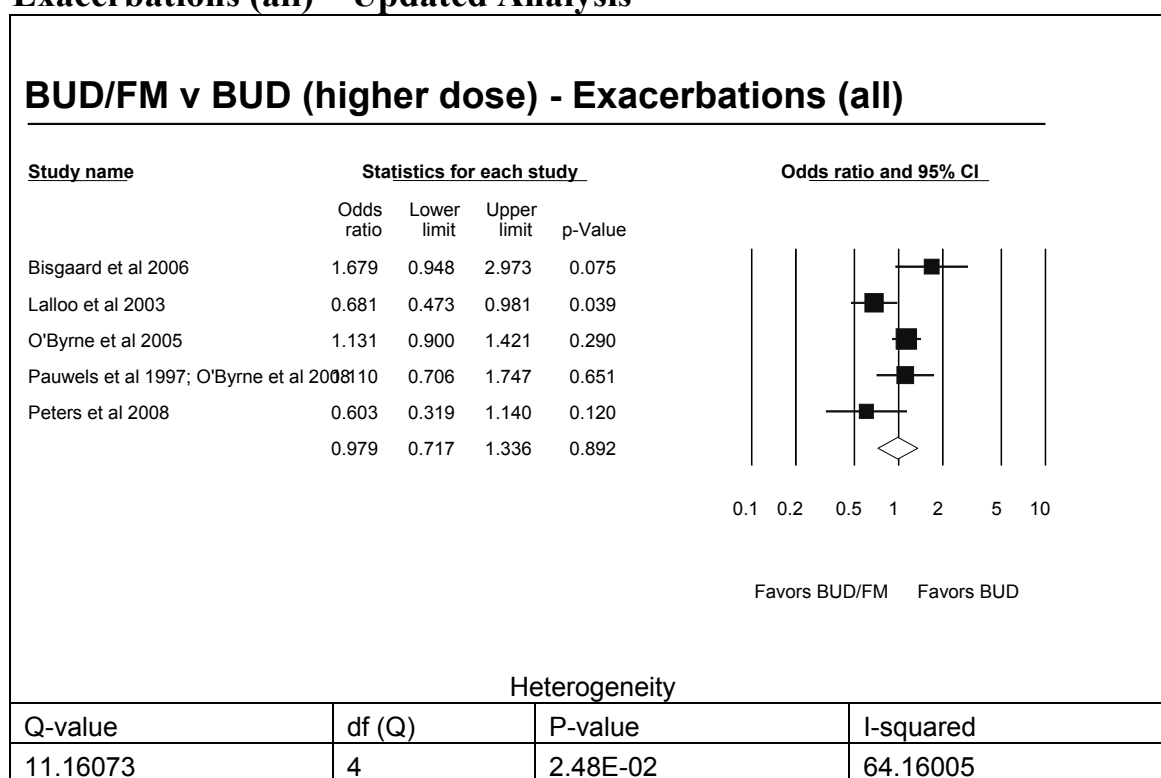 Exacerbations (all) – Updated Analysis
BUD/FM v BUD (higher dose) - Exacerbations (all)
Study name Statistics for each study Odds ratio and 95% CI
Odds Lower Upper
ratio limit limit p-Value
Bisgaard et al 2006 1.679 0.948 2.973 0.075
Lalloo et al 2003 0.681 0.473 0.981 0.039
O'Byrne et al 2005 1.131 0.900 1.421 0.290
Pauwels et al 1997; O'Byrne et al 0.706 1.747 0.651
Peters et al 2008 0.603 0.319 1.140 0.120
0.979 0.717 1.336 0.892
0.1 0.2 0.5 1 2 5 10
Favors BUD/FM Favors BUD
Heterogeneity
Q-value df (Q) P-value I-squared
11.16073 4 2.48E-02 64.16005